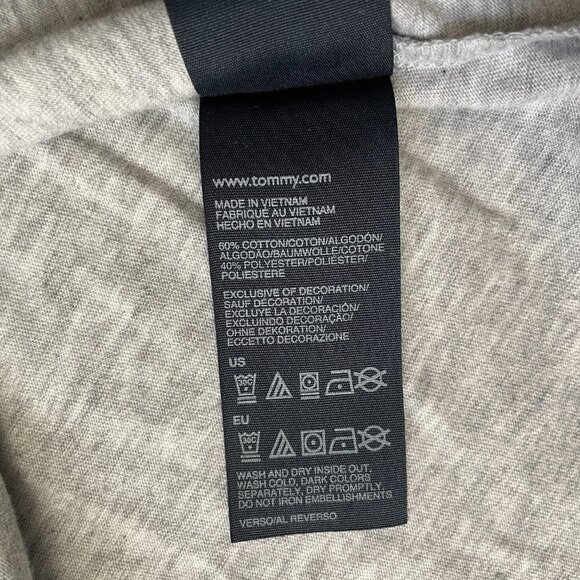 www.tommy.com
MADE IN VIETNAM
FABRIQUÉ AU VIETNAM
HECHO EN VIETNAM
60% COTTON/COTON/ALGODÓN/
ALGODÃO/BAUMWOLLE/COTONE
40% POLYESTER/POLIÉSTER/
POLIESTERE
EXCLUSIVE OF DECORATION/
SAUF DÉCORATION/
EXCLUYE LA DECORACIÓN/
EXCLUINDO DECORAÇÃO/
OHNE DEKORATION/
ECCETTO DECORAZIONE
US
30C
EU
30C
WASH AND DRY INSIDE OUT,
WASH COLD, DARK COLORS
SEPARATELY, DRY PROMPTLY.
DO NOT IRON EMBELLISHMENTS
VERSO/AL REVERSO